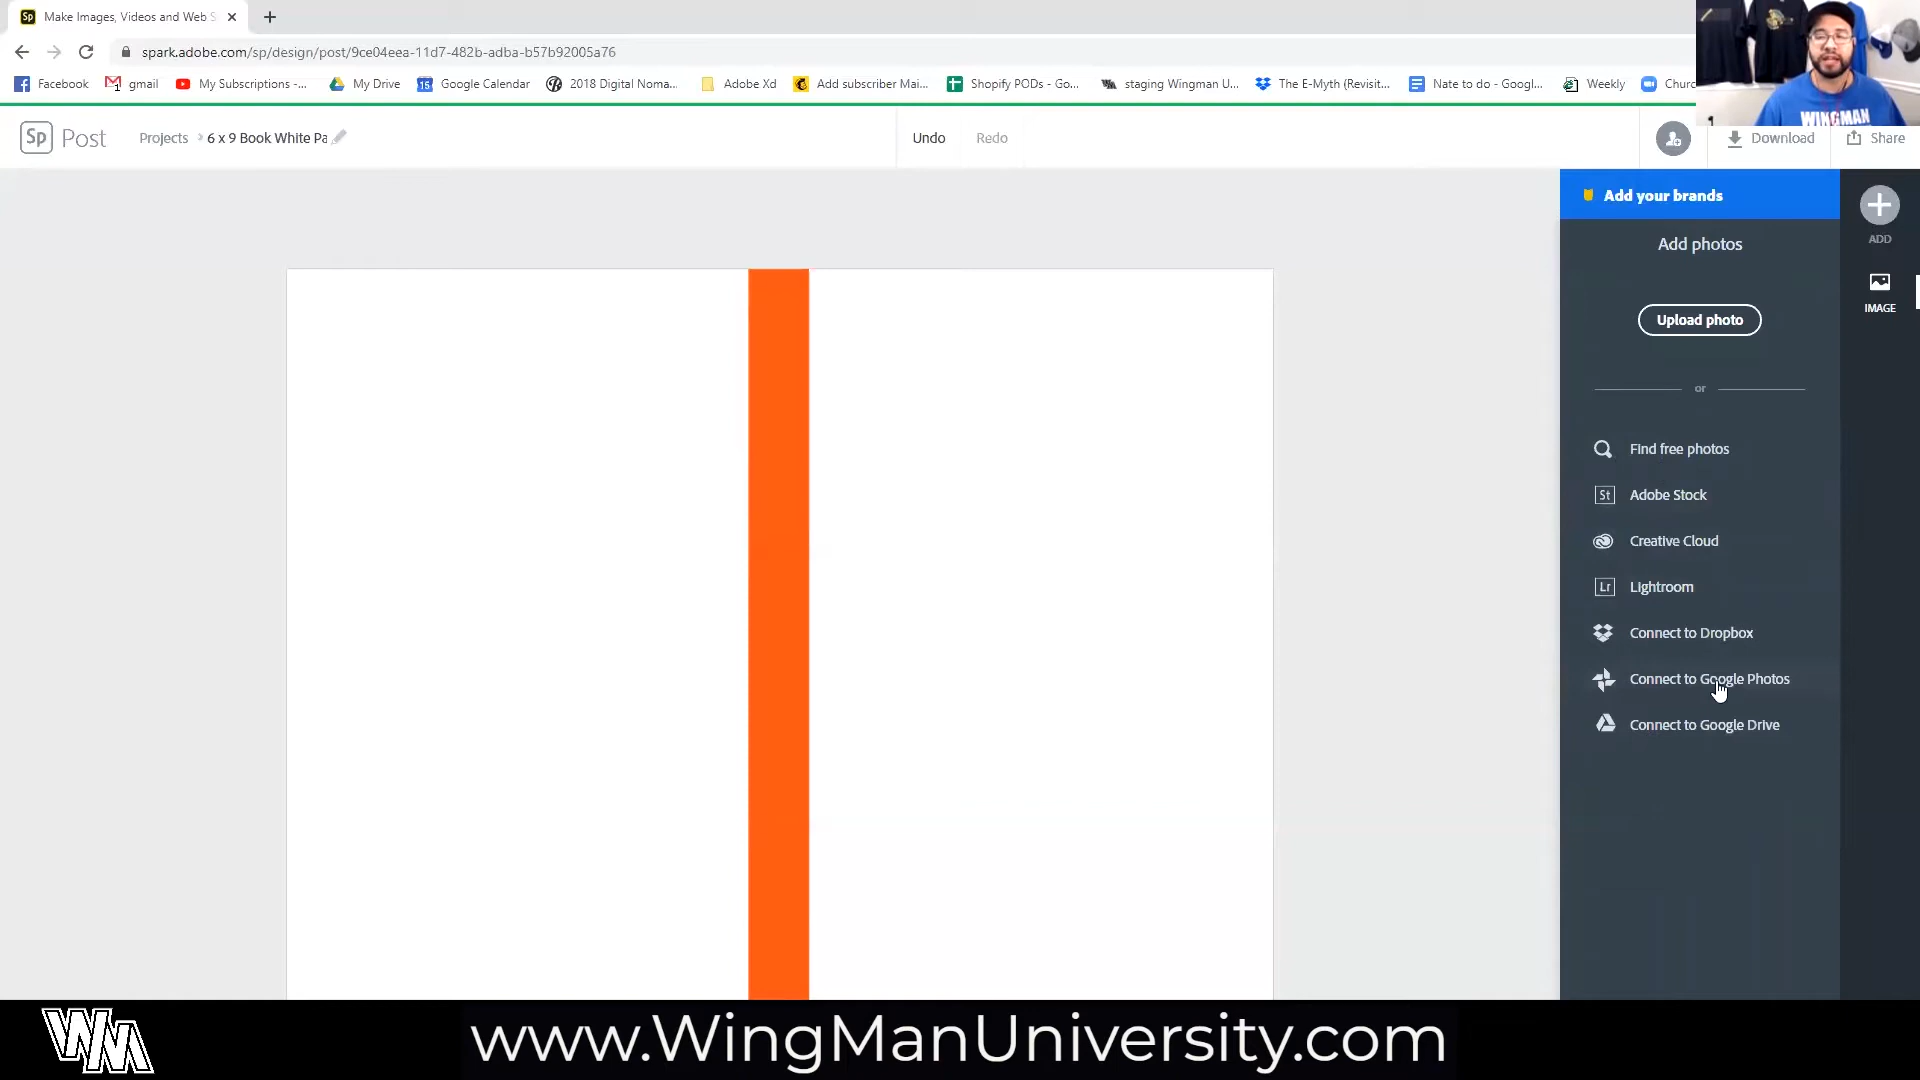 Sp Make Images, Videos and Web S
spark.adobe.com/sp/design/post/9ce04eea-11d7-482b-adba-b57b92005a76
Facebook gmail My Subscriptions -... My Drive 15 Google Calendar 2018 Digital Noma... Adobe Xd Add subscriber Mai... Shopify PODs - Go... staging Wingman U... The E-Myth (Revisit... Nate to do - Googl... Weekly Churc
WINGMAN
Sp Post Projects > 6 x 9 Book White Pa Undo Redo Download Share
Add your brands
Add photos
ADD
Upload photo
IMAGE
or
Find free photos
St Adobe Stock
Creative Cloud
Lr Lightroom
Connect to Dropbox
Connect to Google Photos
Connect to Google Drive
WM www.WingManUniversity.com